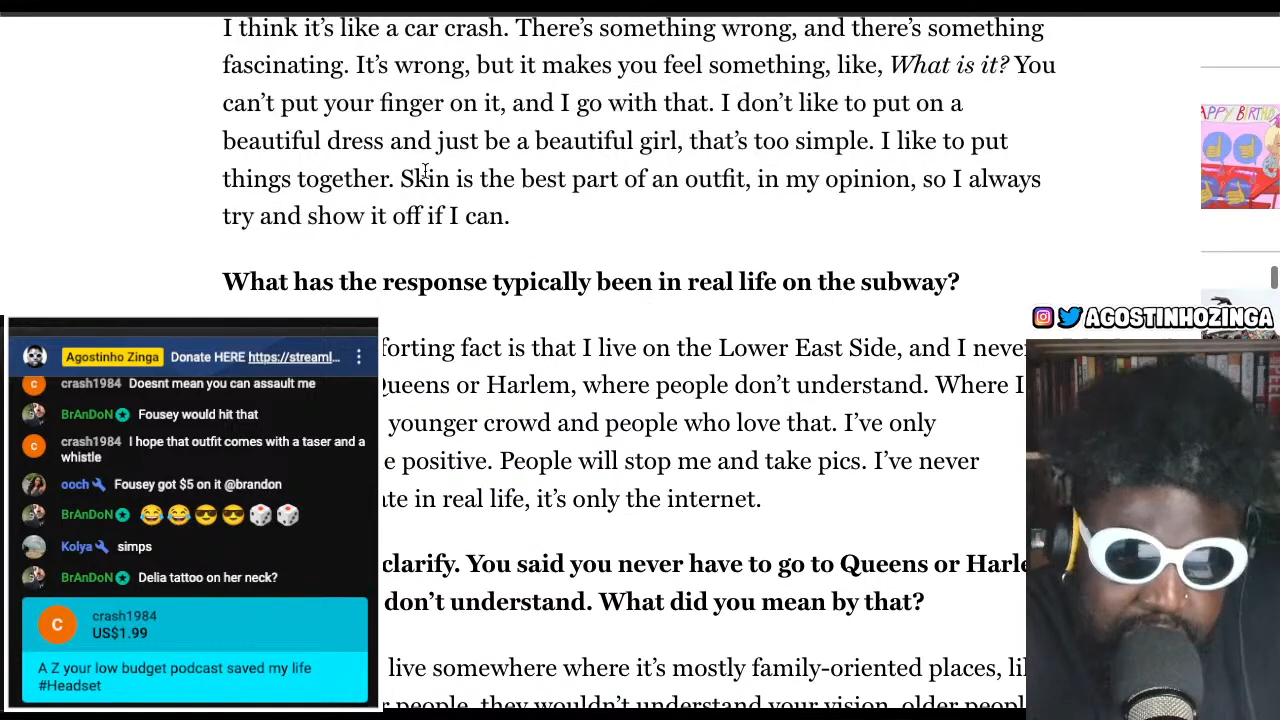 I think it’s like a car crash. There’s something wrong, and there’s something
fascinating. It’s wrong, but it makes you feel something, like, What is it? You
can’t put your finger on it, and I go with that. I don’t like to put on a
beautiful dress and just be a beautiful girl, that’s too simple. I like to put
things together. Skin is the best part of an outfit, in my opinion, so I always
try and show it off if I can.
What has the response typically been in real life on the subway?
forting fact is that I live on the Lower East Side, and I never
Queens or Harlem, where people don’t understand. Where I
younger crowd and people who love that. I’ve only
e positive. People will stop me and take pics. I’ve never
te in real life, it’s only the internet.
clarify. You said you never have to go to Queens or Harle
don’t understand. What did you mean by that?
live somewhere where it’s mostly family-oriented places, li
people, they wouldn’t understand your vision, older peopl
APPY BIRTHD
@AGOSTINHOZINGA
Agostinho Zinga Donate HERE https://streaml...
crash1984 Doesnt mean you can assault me
BrAnDoN Fousey would hit that
crash1984 I hope that outfit comes with a taser and a
whistle
ooch Fousey got $5 on it @brandon
BrAnDoN 😂😂😎😎🎲🎲
Kolya simps
BrAnDoN Delia tattoo on her neck?
C
crash1984
US$1.99
A Z your low budget podcast saved my life
#Headset